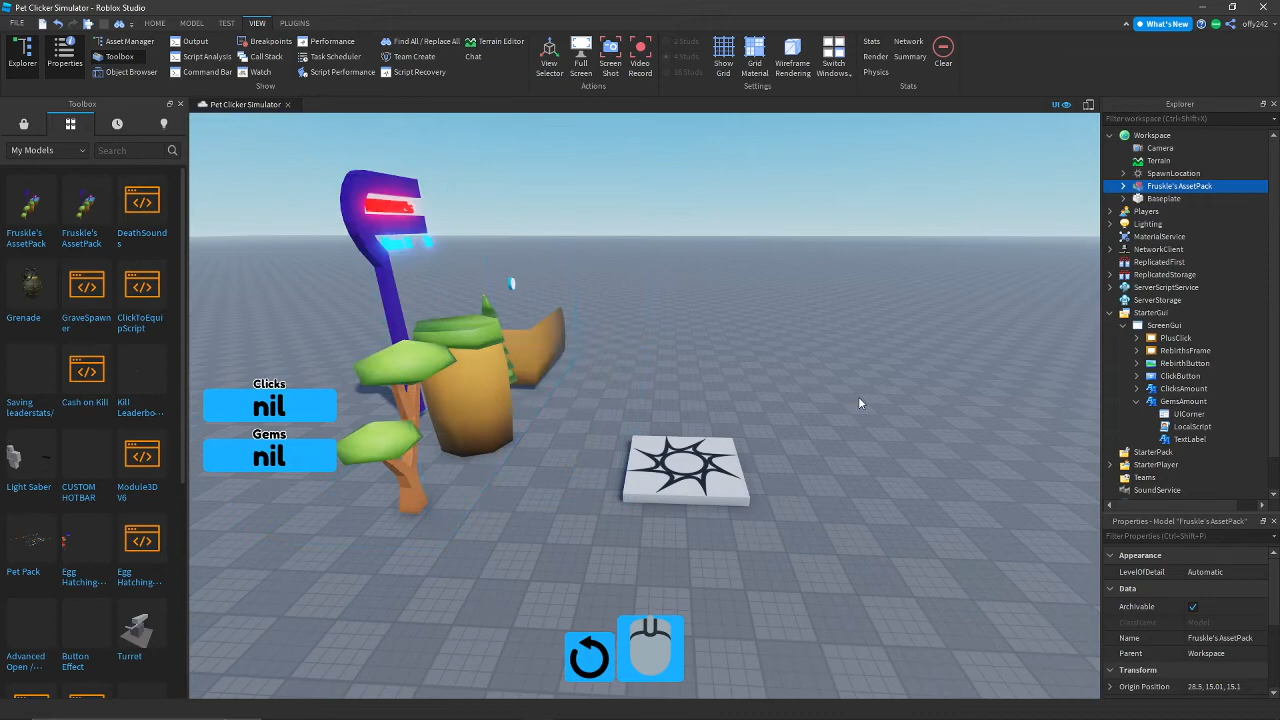 Pet Clicker Simulator - Roblox Studio
FILE HOME MODEL TEST VIEW PLUGINS What's New offy242
Explorer Properties Asset Manager Toolbox Object Browser
Output Script Analysis Command Bar
Breakpoints Call Stack Watch
Performance Task Scheduler Script Performance
Find All / Replace All Team Create Script Recovery
Terrain Editor Chat
Show
View Selector Full Screen Screen Shot Video Record
Actions
2 Studs 4 Studs 16 Studs
Show Grid Grid Material Wireframe Rendering Switch Windows...
Settings
Stats Network Render Summary Physics Clear
Stats
Toolbox
Pet Clicker Simulator
UI
My Models Search
Fruskle's AssetPack
Fruskle's AssetPack
DeathSounds
Grenade
GraveSpawner
ClickToEquipScript
Saving leaderstats/
Cash on Kill
Kill Leaderbo...
Light Saber
CUSTOM HOTBAR
Module3D V6
Pet Pack
Egg Hatching...
Egg Hatching...
Advanced Open /...
Button Effect
Turret
Clicks
nil
Gems
nil
Explorer
Filter workspace (Ctrl+Shift+X)
Workspace
Camera
Terrain
SpawnLocation
Fruskle's AssetPack
Baseplate
Players
Lighting
MaterialService
NetworkClient
ReplicatedFirst
ReplicatedStorage
ServerScriptService
ServerStorage
StarterGui
ScreenGui
PlusClick
RebirthsFrame
RebirthButton
ClickButton
ClicksAmount
GemsAmount
UICorner
LocalScript
TextLabel
StarterPack
StarterPlayer
Teams
SoundService
Properties - Model "Fruskle's AssetPack"
Filter Properties (Ctrl+Shift+P)
Appearance
LevelOfDetail Automatic
Data
Archivable
ClassName Model
Name Fruskle's AssetPack
Parent Workspace
Transform
Origin Position 28.5, 15.01, 15.1